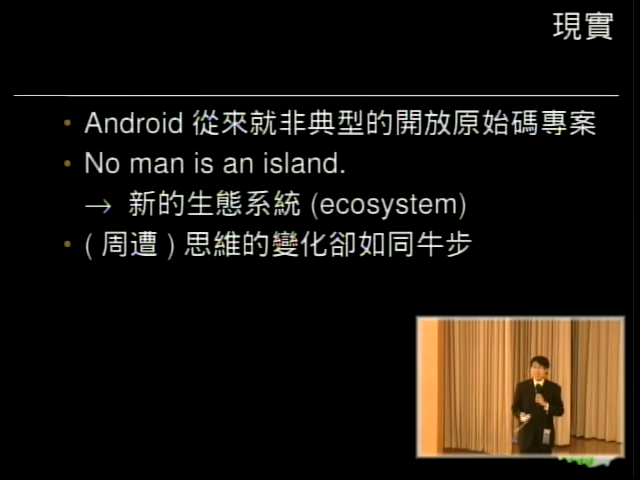 現實
• Android 從來就非典型的開放原始碼專案
• No man is an island.
→ 新的生態系統 (ecosystem)
• ( 周遭 ) 思維的變化卻如同牛步